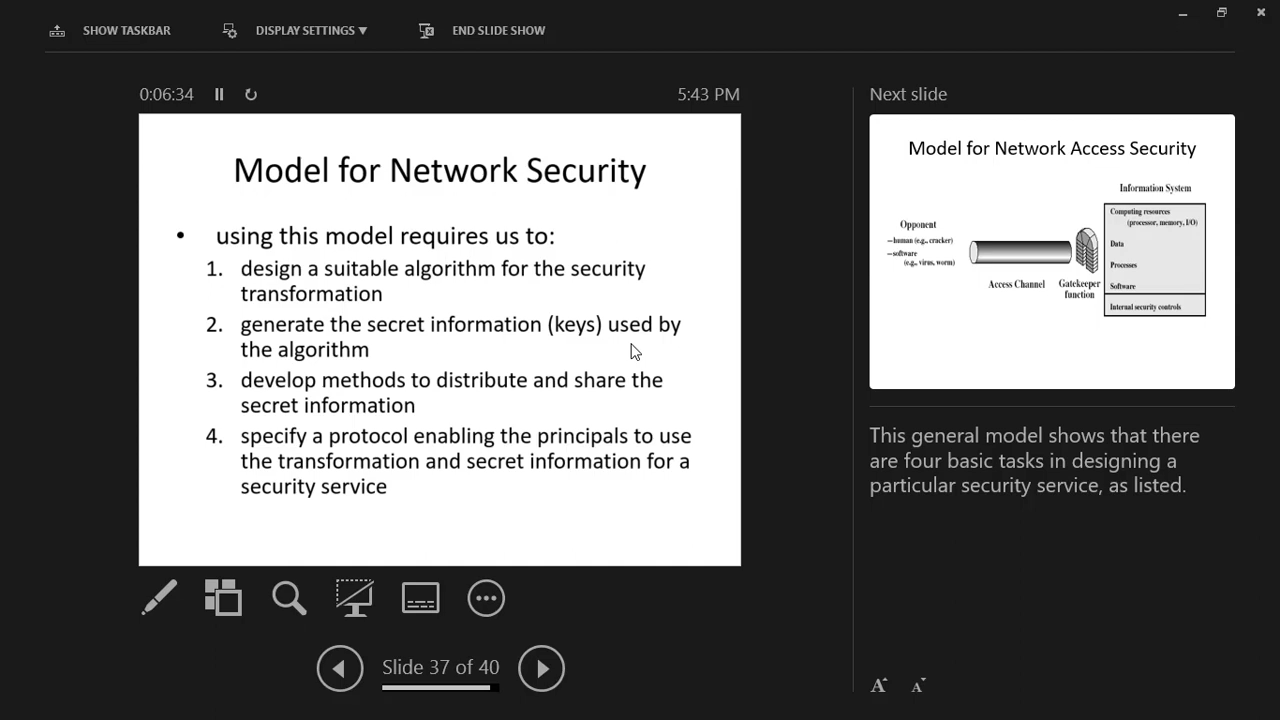 SHOW TASKBAR
DISPLAY SETTINGS ▼
END SLIDE SHOW
0:06:34
5:43 PM
Model for Network Security
• using this model requires us to:
1. design a suitable algorithm for the security
transformation
2. generate the secret information (keys) used by
the algorithm
3. develop methods to distribute and share the
secret information
4. specify a protocol enabling the principals to use
the transformation and secret information for a
security service
Slide 37 of 40
Next slide
Model for Network Access Security
Information System
Opponent
—human (e.g., cracker)
—software
(e.g., virus, worm)
Access Channel
Gatekeeper
function
Computing resources
(processor, memory, I/O)
Data
Processes
Software
Internal security controls
This general model shows that there
are four basic tasks in designing a
particular security service, as listed.
A A